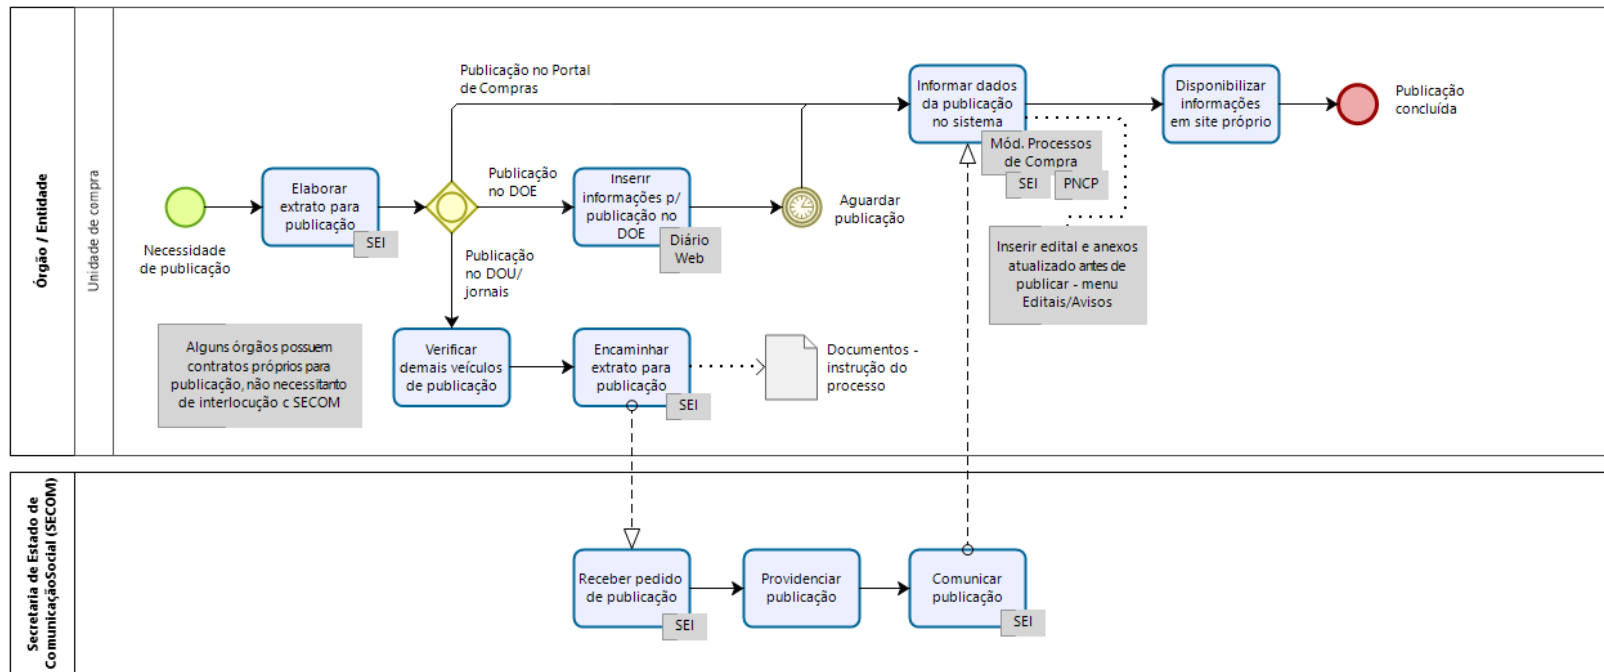 Órgão / Entidade
Unidade de compra
Necessidade
de publicação
Elaborar
extrato para
publicação
SEI
Publicação no Portal
de Compras
Publicação
no DOE
Publicação
no DOU/
jornais
Inserir
informações p/
publicação no
DOE
Diário
Web
Aguardar
publicação
Informar dados
da publicação
no sistema
Mód. Processos
de Compra
SEI
PNCP
Inserir edital e anexos
atualizado antes de
publicar - menu
Editais/Avisos
Disponibilizar
informações
em site próprio
Publicação
concluída
Alguns órgãos possuem
contratos próprios para
publicação, não necessitanto
de interlocução c SECOM
Verificar
demais veículos
de publicação
Encaminhar
extrato para
publicação
SEI
Documentos -
instrução do
processo
Secretaria de Estado de
ComunicaçãoSocial (SECOM)
Receber pedido
de publicação
SEI
Providenciar
publicação
Comunicar
publicação
SEI